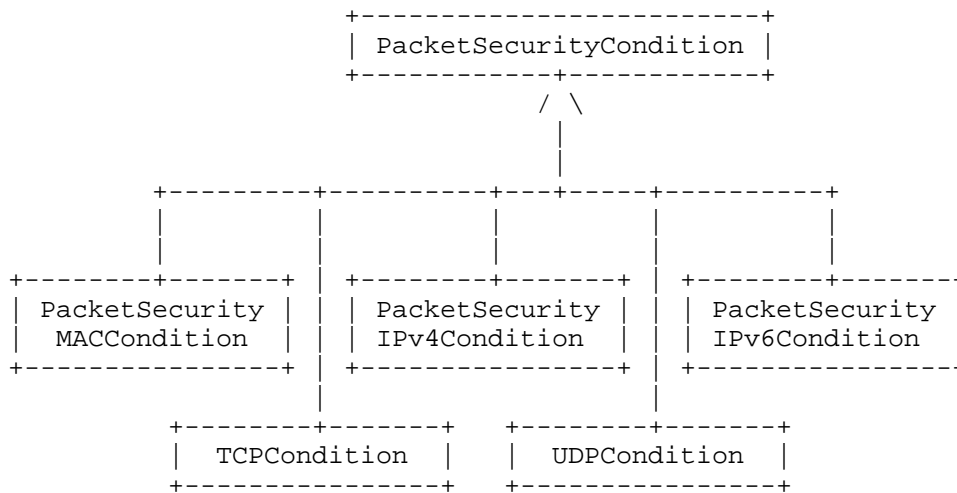 PacketSecurityCondition
PacketSecurity PacketSecurity PacketSecurity
MACCondition IPv4Condition IPv6Condition
TCPCondition UDPCondition